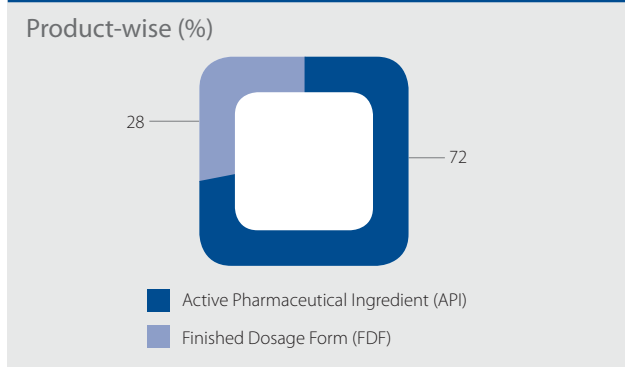 Product-wise (%)
28
72
Active Pharmaceutical Ingredient (API)
Finished Dosage Form (FDF)